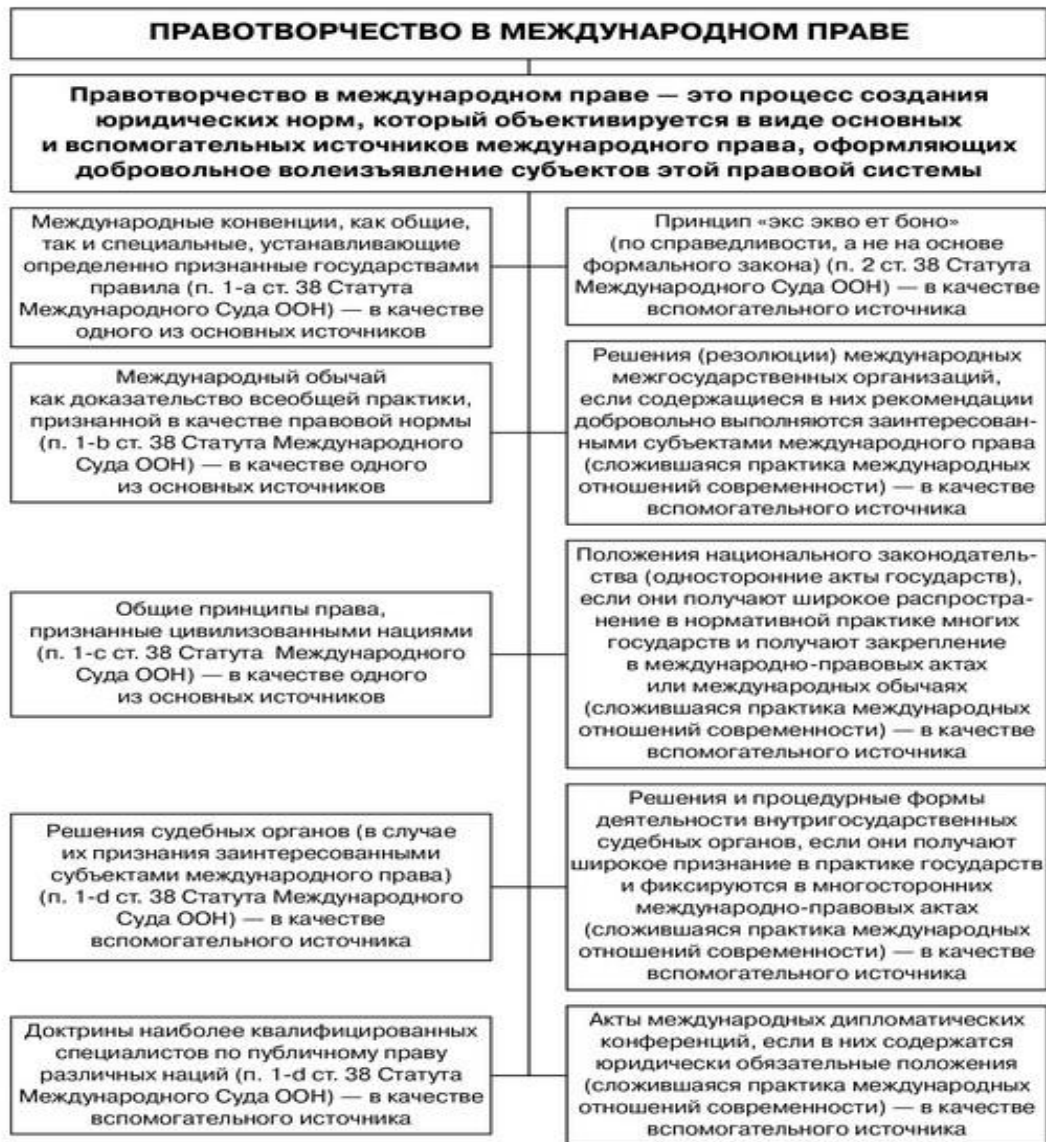 ПРАВОТВОРЧЕСТВО В МЕЖДУНАРОДНОМ ПРАВЕ
Правотворчество в международном праве — это процесс создания
юридических норм, который объективируется в виде основных
и вспомогательных источников международного права, оформляющих
добровольное волеизъявление субъектов этой правовой системы
Международные конвенции, как общие,
так и специальные, устанавливающие
определенно признанные государствами
правила (п. 1-a ст. 38 Статута
Международного Суда ООН) — в качестве
одного из основных источников
Международный обычай
как доказательство всеобщей практики,
признанной в качестве правовой нормы
(п. 1-b ст. 38 Статута Международного
Суда ООН) — в качестве одного
из основных источников
Общие принципы права,
признанные цивилизованными нациями
(п. 1-c ст. 38 Статута Международного
Суда ООН) — в качестве одного
из основных источников
Решения судебных органов (в случае
их признания заинтересованными
субъектами международного права)
(п. 1-d ст. 38 Статута Международного
Суда ООН) — в качестве
вспомогательного источника
Доктрины наиболее квалифицированных
специалистов по публичному праву
различных наций (п. 1-d ст. 38 Статута
Международного Суда ООН) — в качестве
вспомогательного источника
Принцип «экс экво ет боно»
(по справедливости, а не на основе
формального закона) (п. 2 ст. 38 Статута
Международного Суда ООН) — в качестве
вспомогательного источника
Решения (резолюции) международных
межгосударственных организаций,
если содержащиеся в них рекомендации
добровольно выполняются заинтересован-
ными субъектами международного права
(сложившаяся практика международных
отношений современности) — в качестве
вспомогательного источника
Положения национального законодатель-
ства (односторонние акты государств),
если они получают широкое распростра-
нение в нормативной практике многих
государств и получают закрепление
в международно-правовых актах
или международных обычаях
(сложившаяся практика международных
отношений современности) — в качестве
вспомогательного источника
Решения и процедурные формы
деятельности внутригосударственных
судебных органов, если они получают
широкое признание в практике государств
и фиксируются в многосторонних
международно-правовых актах
(сложившаяся практика международных
отношений современности) — в качестве
вспомогательного источника
Акты международных дипломатических
конференций, если в них содержатся
юридически обязательные положения
(сложившаяся практика международных
отношений современности) — в качестве
вспомогательного источника